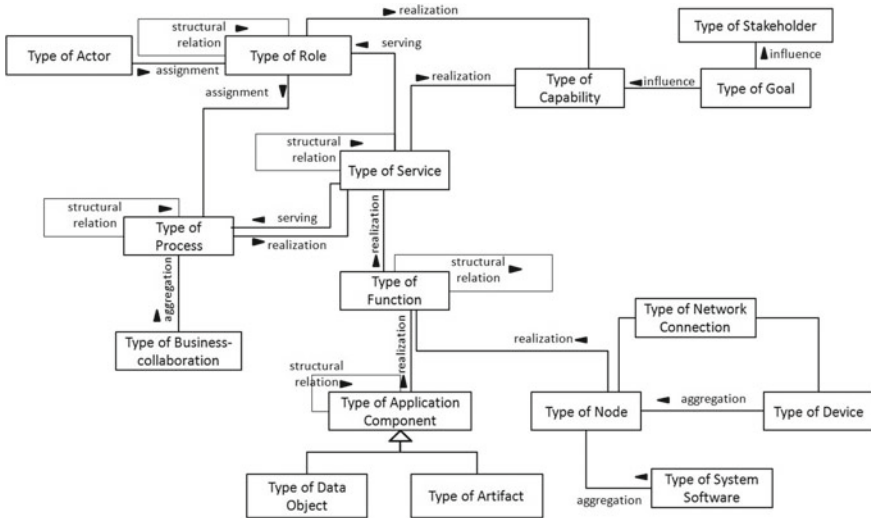 realization
structural
relation
Type of Stakeholder
Type of Actor
Type of Role
serving
assignment
influence
realization
Type of
Capability
influence
Type of Goal
assignment
structural
relation
Type of Service
structural
relation
serving
Type of
Process
realization
realization
structural
relation
Type of
Function
aggregation
Type of Network
Connection
Type of Business-
collaboration
realization
realization
structural
relation
Type of Application
Component
Type of Node
aggregation
Type of Device
Type of Data
Object
Type of Artifact
Type of System
Software
aggregation